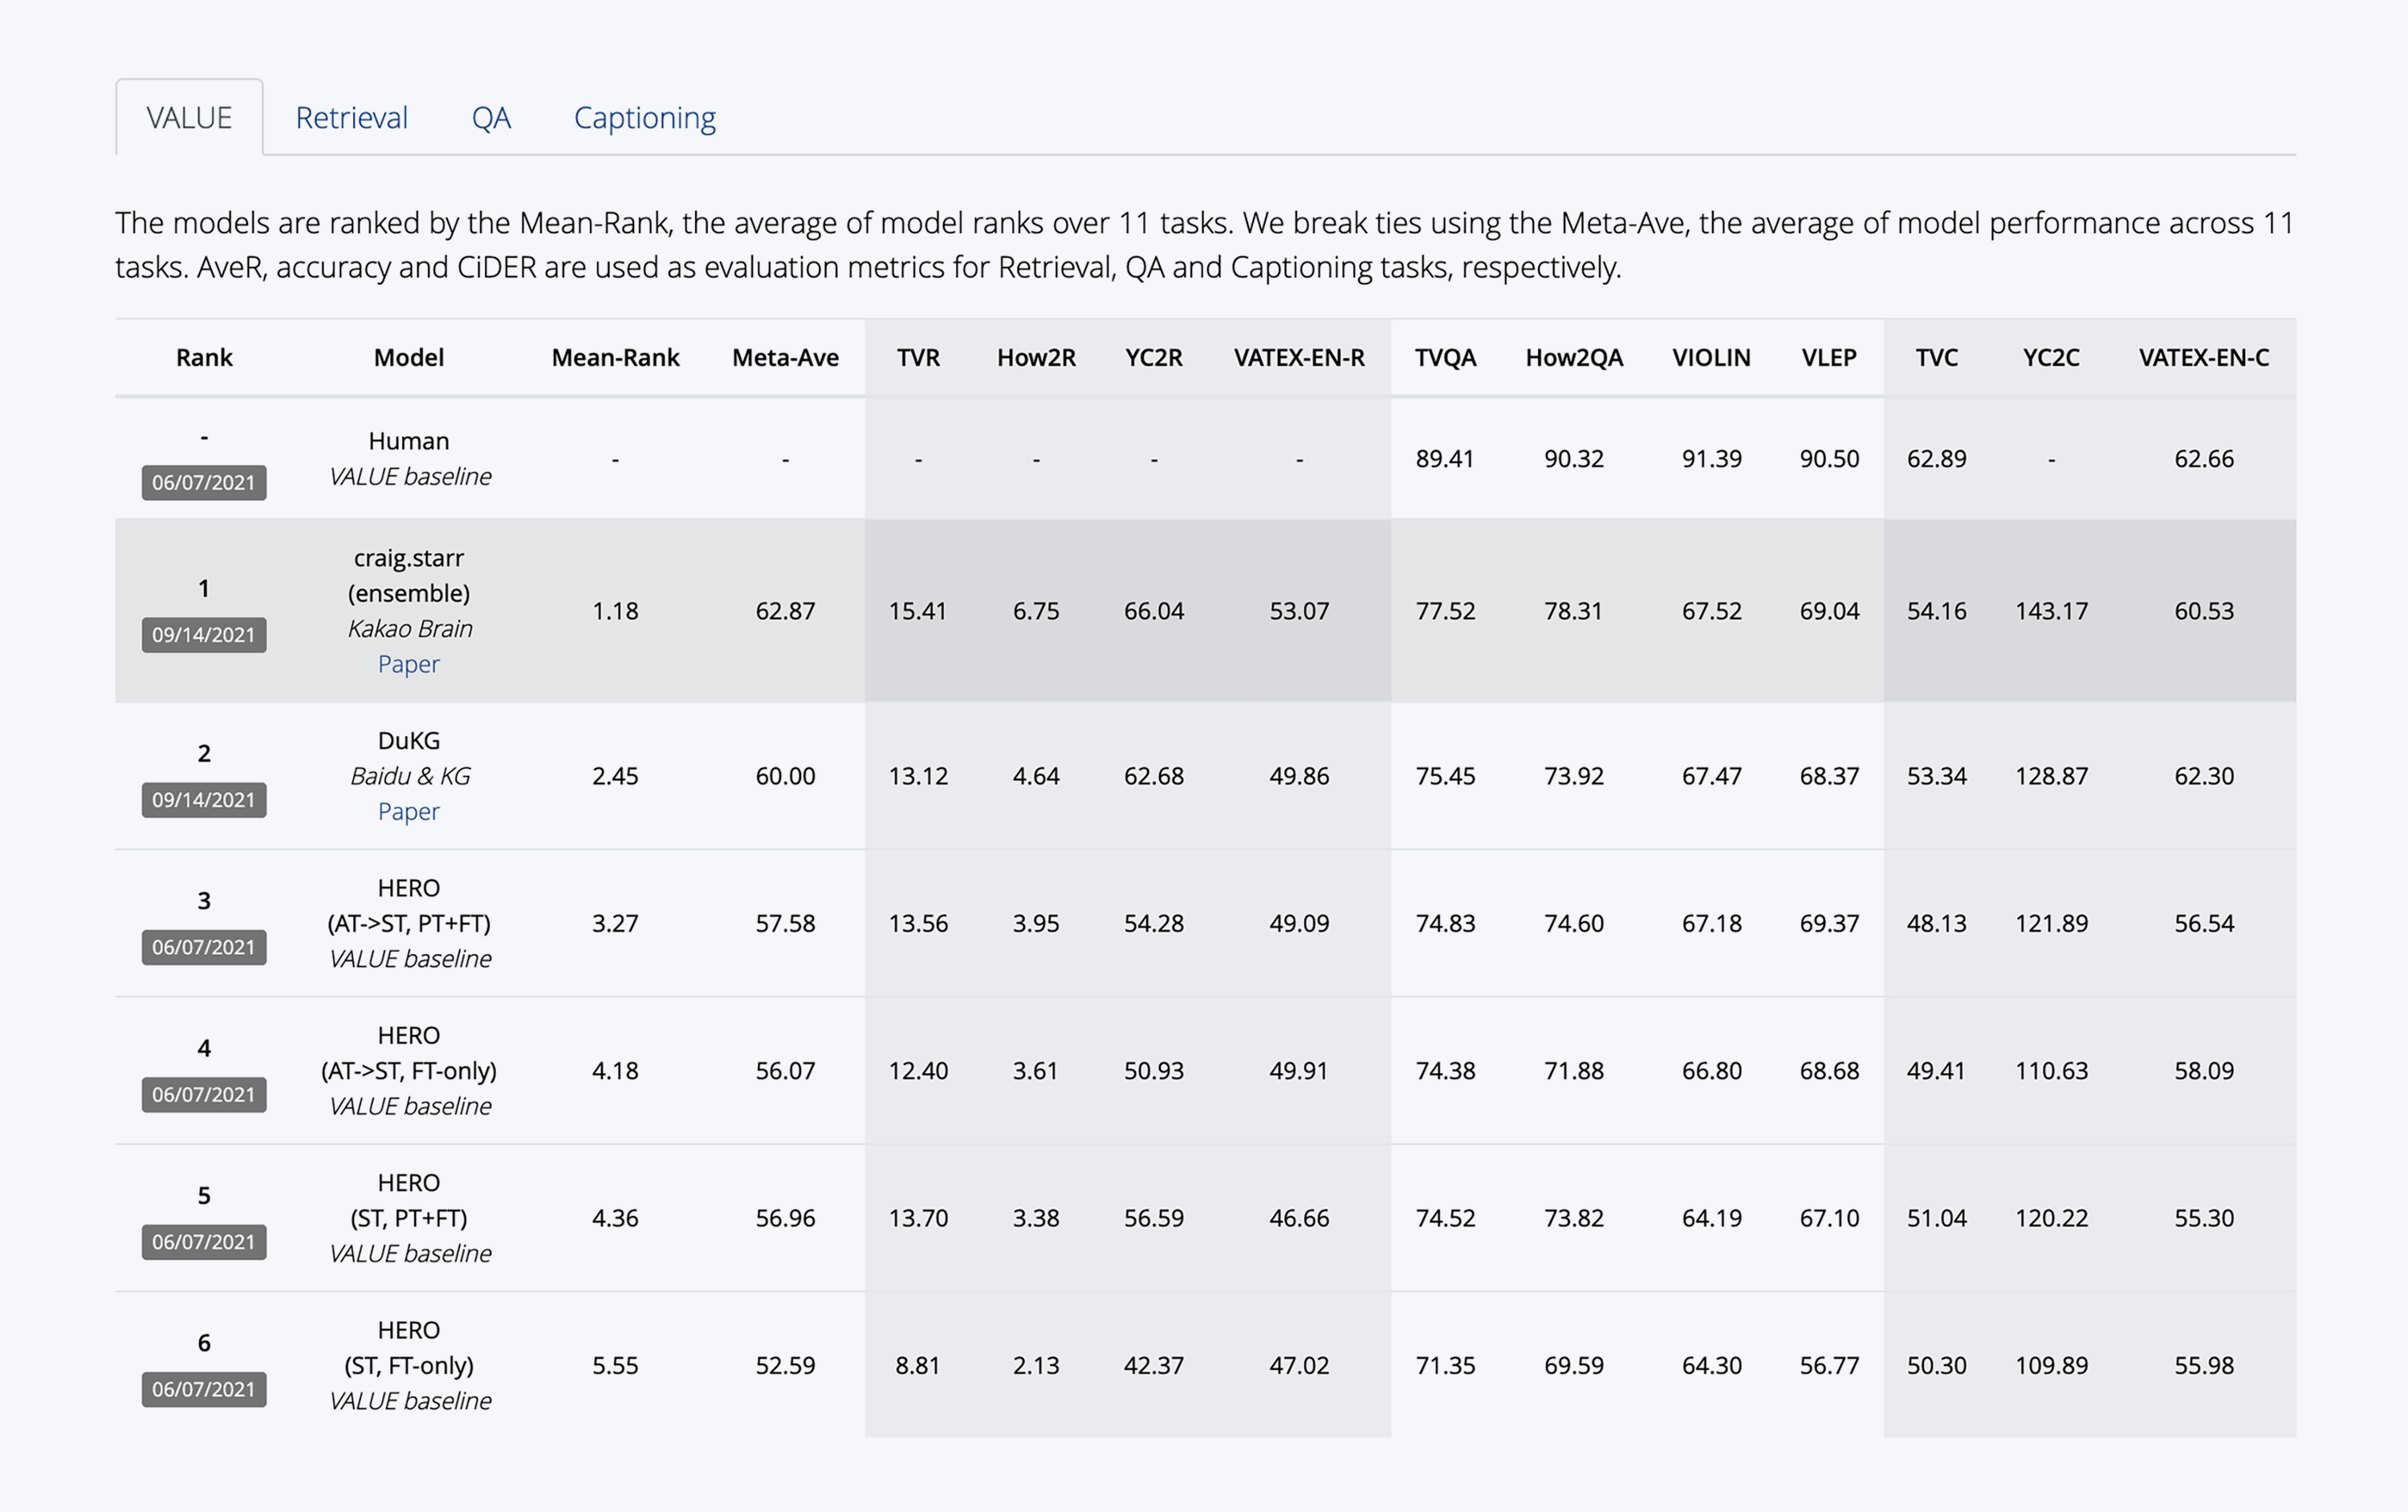 VALUE Retrieval QA Captioning
The models are ranked by the Mean-Rank, the average of model ranks over 11 tasks. We break ties using the Meta-Ave, the average of model performance across 11
tasks. AveR, accuracy and CiDER are used as evaluation metrics for Retrieval, QA and Captioning tasks, respectively.
Rank Model Mean-Rank Meta-Ave TVR How2R YC2R VATEX-EN-R TVQA How2QA VIOLIN VLEP TVC YC2C VATEX-EN-C
-
06/07/2021
Human
VALUE baseline
- - - - - - 89.41 90.32 91.39 90.50 62.89 - 62.66
1
09/14/2021
craig.starr
(ensemble)
Kakao Brain
Paper
1.18 62.87 15.41 6.75 66.04 53.07 77.52 78.31 67.52 69.04 54.16 143.17 60.53
2
09/14/2021
DuKG
Baidu & KG
Paper
2.45 60.00 13.12 4.64 62.68 49.86 75.45 73.92 67.47 68.37 53.34 128.87 62.30
3
06/07/2021
HERO
(AT->ST, PT+FT)
VALUE baseline
3.27 57.58 13.56 3.95 54.28 49.09 74.83 74.60 67.18 69.37 48.13 121.89 56.54
4
06/07/2021
HERO
(AT->ST, FT-only)
VALUE baseline
4.18 56.07 12.40 3.61 50.93 49.91 74.38 71.88 66.80 68.68 49.41 110.63 58.09
5
06/07/2021
HERO
(ST, PT+FT)
VALUE baseline
4.36 56.96 13.70 3.38 56.59 46.66 74.52 73.82 64.19 67.10 51.04 120.22 55.30
6
06/07/2021
HERO
(ST, FT-only)
VALUE baseline
5.55 52.59 8.81 2.13 42.37 47.02 71.35 69.59 64.30 56.77 50.30 109.89 55.98